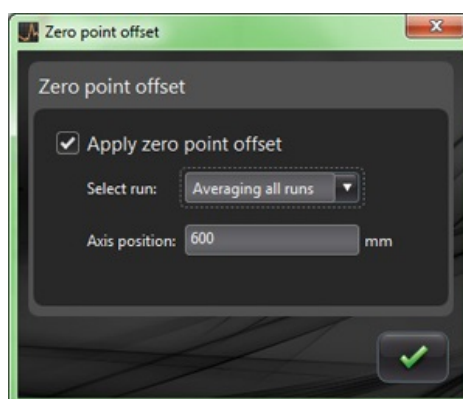 Zero point offset
Zero point offset
Apply zero point offset
Select run: Averaging all runs
Axis position: 600 mm